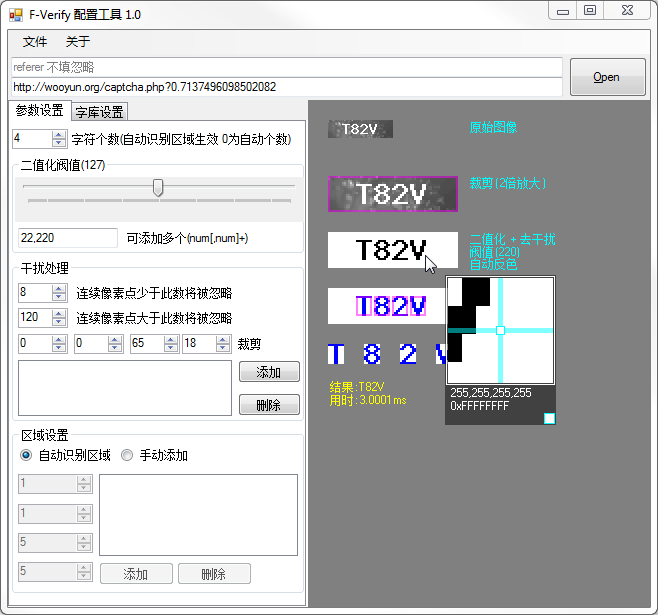 F-Verify 配置工具 1.0
文件 关于
referer 不填忽略
http://wooyun.org/captcha.php?0.7137496098502082
Open
参数设置 字库设置
4 字符个数(自动识别区域生效 0为自动个数)
二值化阀值(127)
22,220 可添加多个(num[,num]+)
干扰处理
8 连续像素点少于此数将被忽略
120 连续像素点大于此数将被忽略
0 0 65 18 裁剪
添加
删除
区域设置
自动识别区域 手动添加
1
1
5
5
添加 删除
T82V 原始图像
T82V 裁剪(2倍放大)
T82V 二值化 + 去干扰
阀值(220)
自动反色
T82V
T 8 2 V
结果:T82V
用时:3.0001ms
255,255,255,255
0xFFFFFFFF